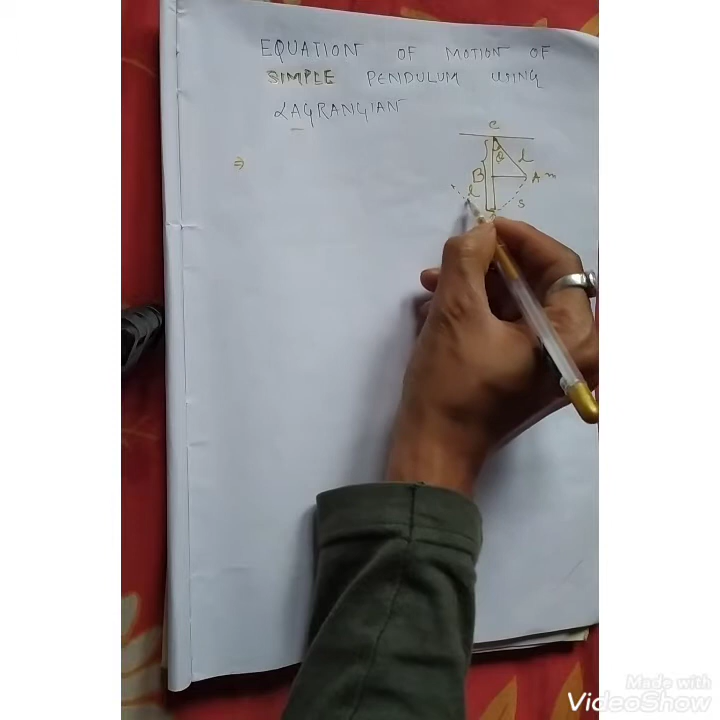 EQUATION OF MOTION OF
SIMPLE PENDULUM USING
LAGRANGIAN
⇒
C
θ
l
B
A m
l
s
Made with
VideoShow